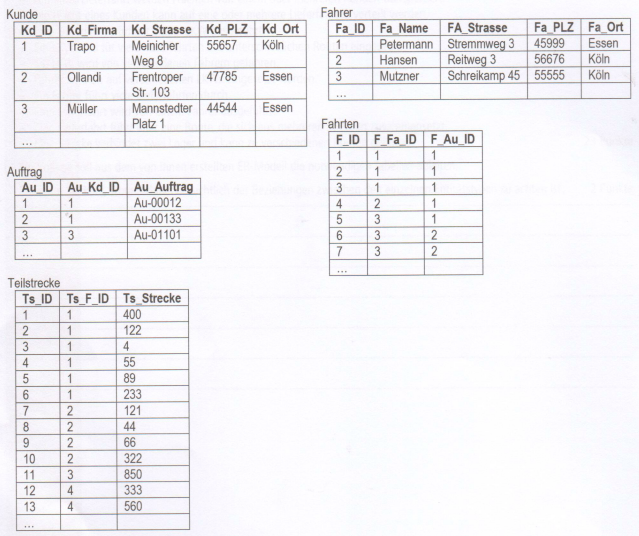 Kunde
Kd_ID Kd_Firma Kd_Strasse Kd_PLZ Kd_Ort
1 Trapo Meinicher Weg 8 55657 Köln
2 Ollandi Frentroper Str. 103 47785 Essen
3 Müller Mannstedter Platz 1 44544 Essen
...
Auftrag
Au_ID Au_Kd_ID Au_Auftrag
1 1 Au-00012
2 1 Au-00133
3 3 Au-01101
...
Teilstrecke
Ts_ID Ts_F_ID Ts_Strecke
1 1 400
2 1 122
3 1 4
4 1 55
5 1 89
6 1 233
7 2 121
8 2 44
9 2 66
10 2 322
11 3 850
12 4 333
13 4 560
...
Fahrer
Fa_ID Fa_Name FA_Strasse Fa_PLZ Fa_Ort
1 Petermann Stremmweg 3 45999 Essen
2 Hansen Reitweg 3 56676 Köln
3 Mutzner Schreikamp 45 55555 Köln
...
Fahrten
F_ID F_Fa_ID F_Au_ID
1 1 1
2 1 1
3 1 1
4 2 1
5 3 1
6 3 2
7 3 2
...